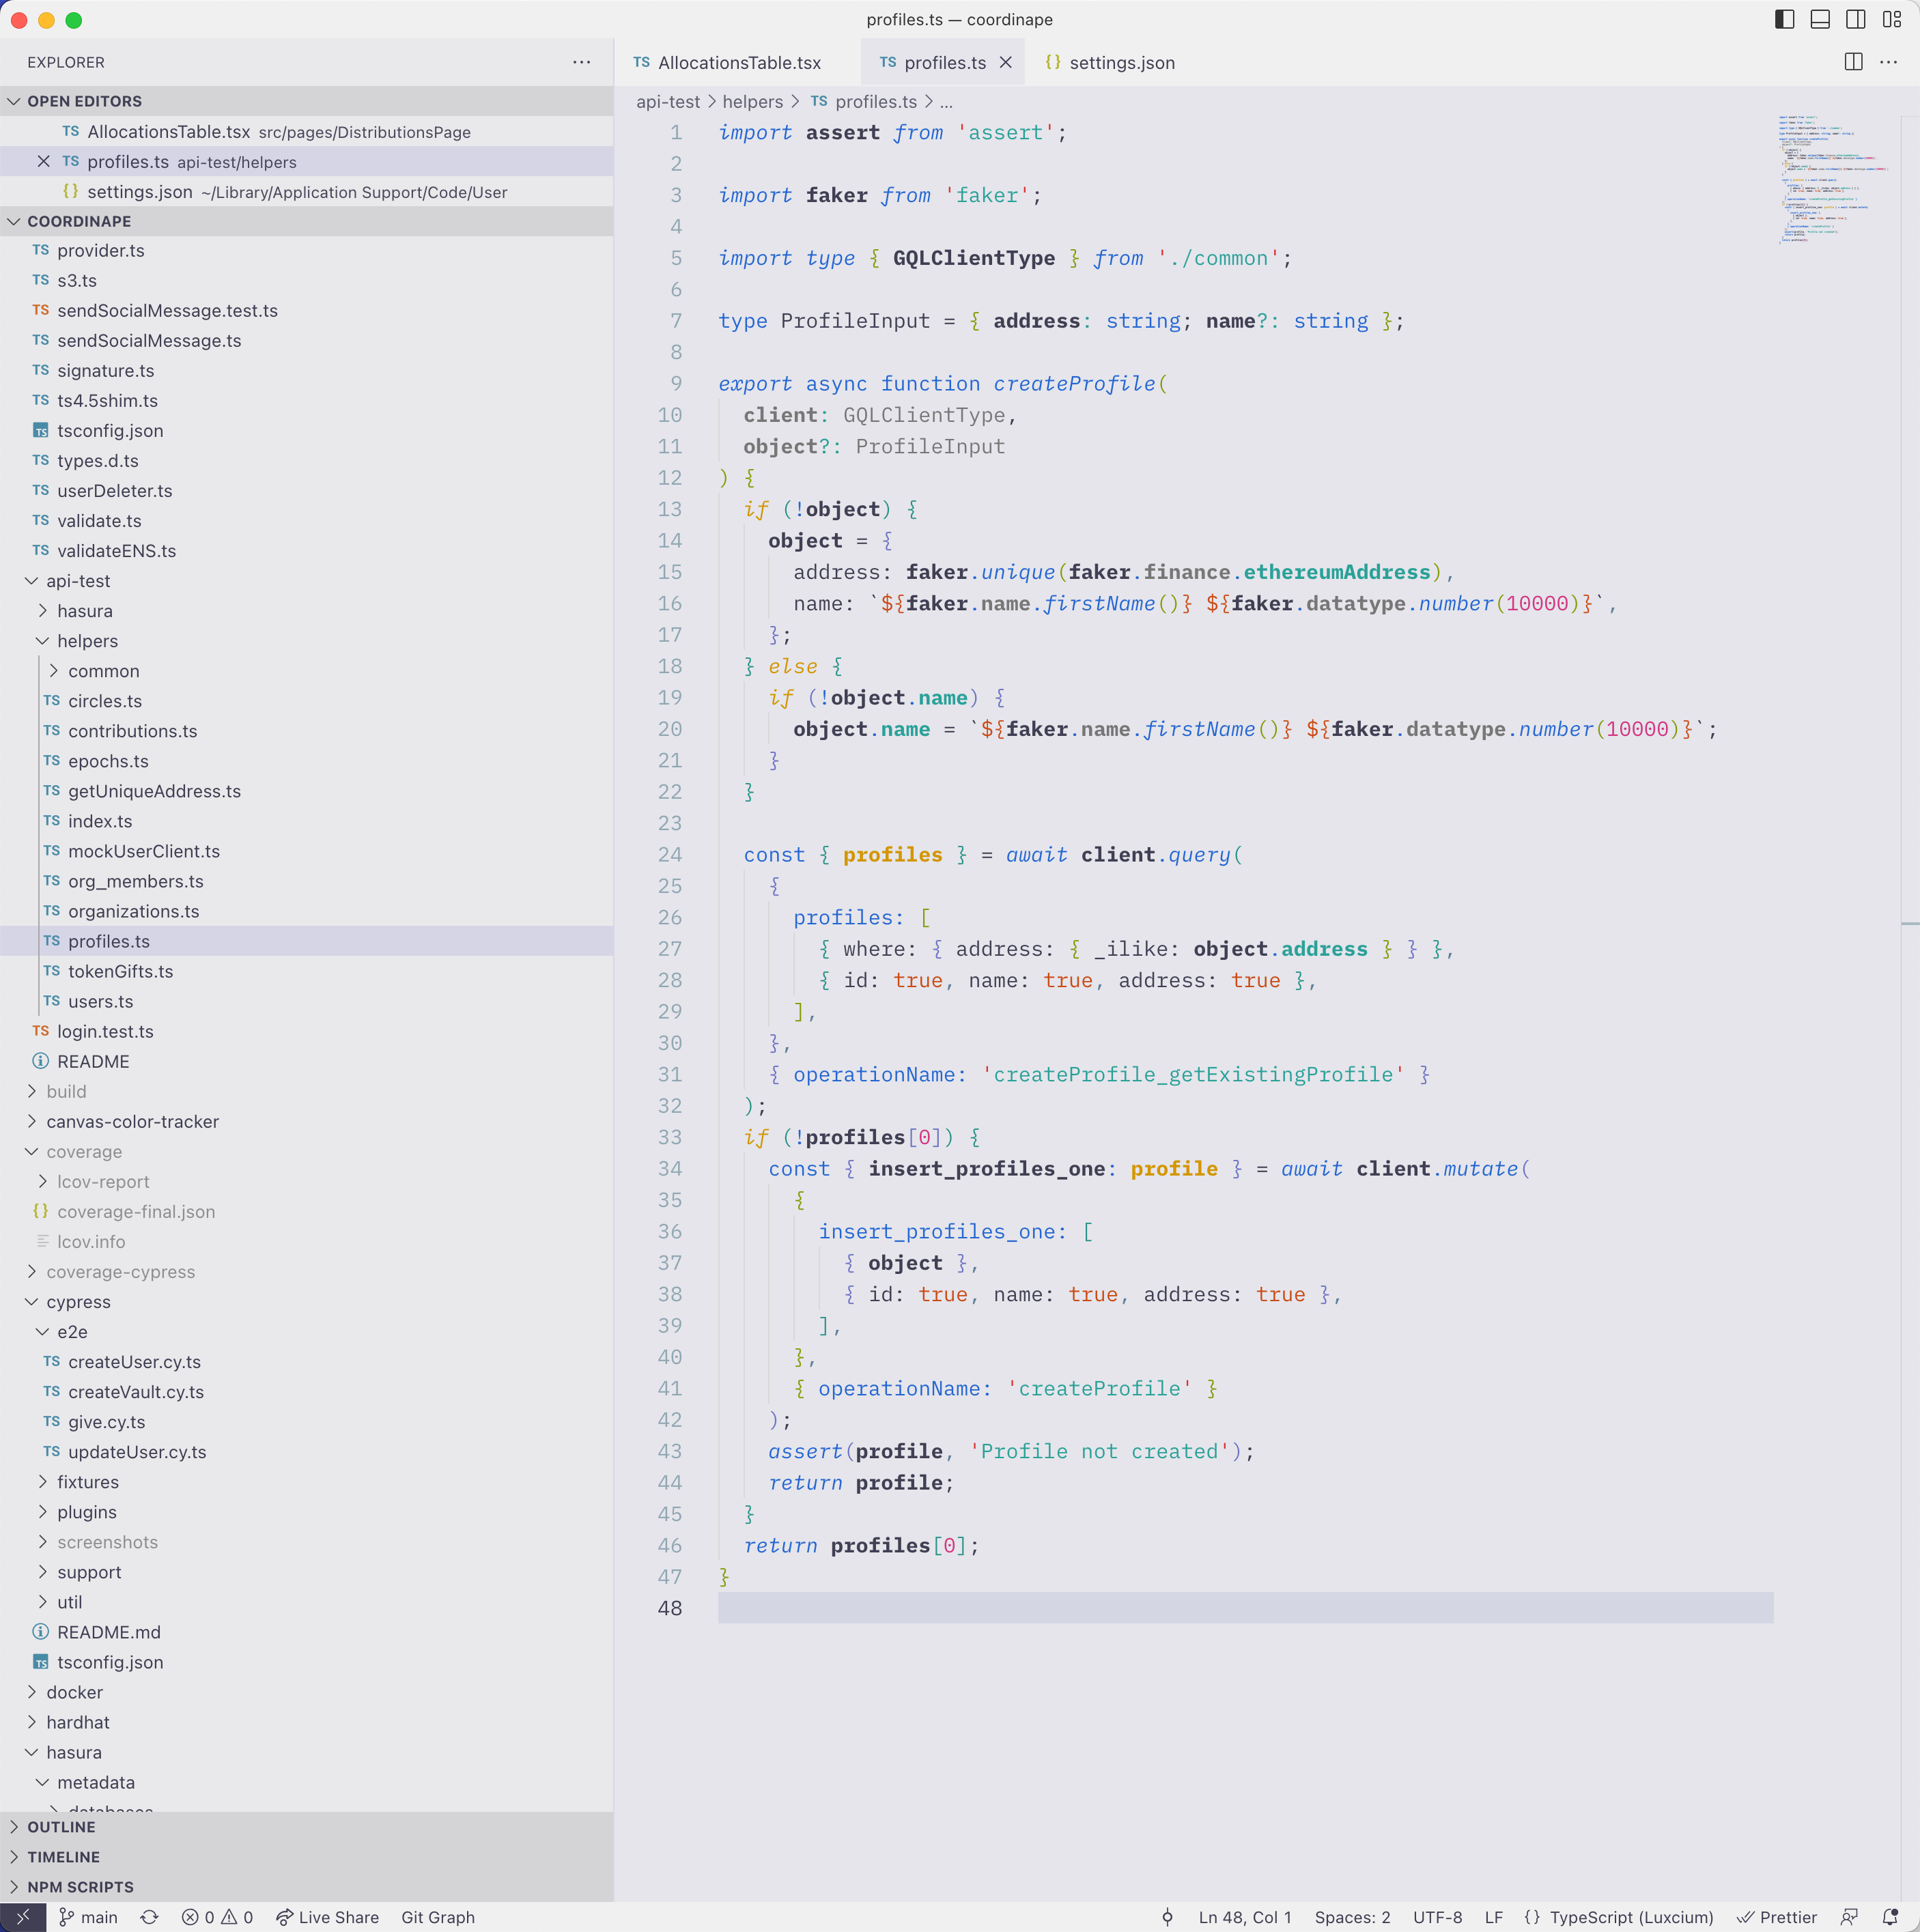 profiles.ts — coordinape
EXPLORER
OPEN EDITORS
TS AllocationsTable.tsx src/pages/DistributionsPage
TS profiles.ts api-test/helpers
{} settings.json ~/Library/Application Support/Code/User
COORDINAPE
TS provider.ts
TS s3.ts
TS sendSocialMessage.test.ts
TS sendSocialMessage.ts
TS signature.ts
TS ts4.5shim.ts
TS tsconfig.json
TS types.d.ts
TS userDeleter.ts
TS validate.ts
TS validateENS.ts
api-test
hasura
helpers
common
TS circles.ts
TS contributions.ts
TS epochs.ts
TS getUniqueAddress.ts
TS index.ts
TS mockUserClient.ts
TS org_members.ts
TS organizations.ts
TS profiles.ts
TS tokenGifts.ts
TS users.ts
TS login.test.ts
README
build
canvas-color-tracker
coverage
lcov-report
{} coverage-final.json
lcov.info
coverage-cypress
cypress
e2e
TS createUser.cy.ts
TS createVault.cy.ts
TS give.cy.ts
TS updateUser.cy.ts
fixtures
plugins
screenshots
support
util
README.md
TS tsconfig.json
docker
hardhat
hasura
metadata
databases
OUTLINE
TIMELINE
NPM SCRIPTS
TS AllocationsTable.tsx TS profiles.ts {} settings.json
api-test > helpers > TS profiles.ts > ...
1 import assert from 'assert';
2
3 import faker from 'faker';
4
5 import type { GQLClientType } from './common';
6
7 type ProfileInput = { address: string; name?: string };
8
9 export async function createProfile(
10   client: GQLClientType,
11   object?: ProfileInput
12 ) {
13   if (!object) {
14     object = {
15       address: faker.unique(faker.finance.ethereumAddress),
16       name: `${faker.name.firstName()} ${faker.datatype.number(10000)}`,
17     };
18   } else {
19     if (!object.name) {
20       object.name = `${faker.name.firstName()} ${faker.datatype.number(10000)}`;
21     }
22   }
23
24   const { profiles } = await client.query(
25     {
26       profiles: [
27         { where: { address: { _ilike: object.address } } },
28         { id: true, name: true, address: true },
29       ],
30     },
31     { operationName: 'createProfile_getExistingProfile' }
32   );
33   if (!profiles[0]) {
34     const { insert_profiles_one: profile } = await client.mutate(
35       {
36         insert_profiles_one: [
37           { object },
38           { id: true, name: true, address: true },
39         ],
40       },
41       { operationName: 'createProfile' }
42     );
43     assert(profile, 'Profile not created');
44     return profile;
45   }
46   return profiles[0];
47 }
48
main 0 0 Live Share Git Graph Ln 48, Col 1 Spaces: 2 UTF-8 LF {} TypeScript (Luxcium) Prettier